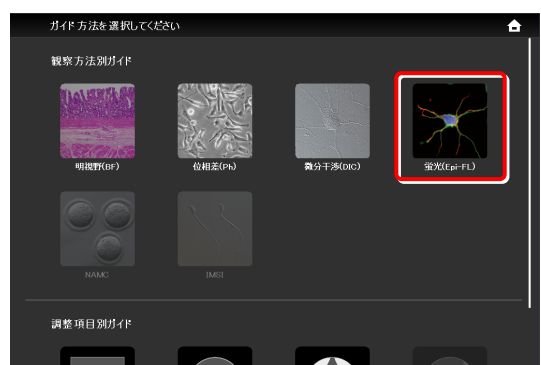 ガイド方法を選択してください
観察方法別ガイド
明視野(BF)
位相差(Ph)
微分干渉(DIC)
蛍光(Epi-FL)
NAMC
IMSI
調整項目別ガイド